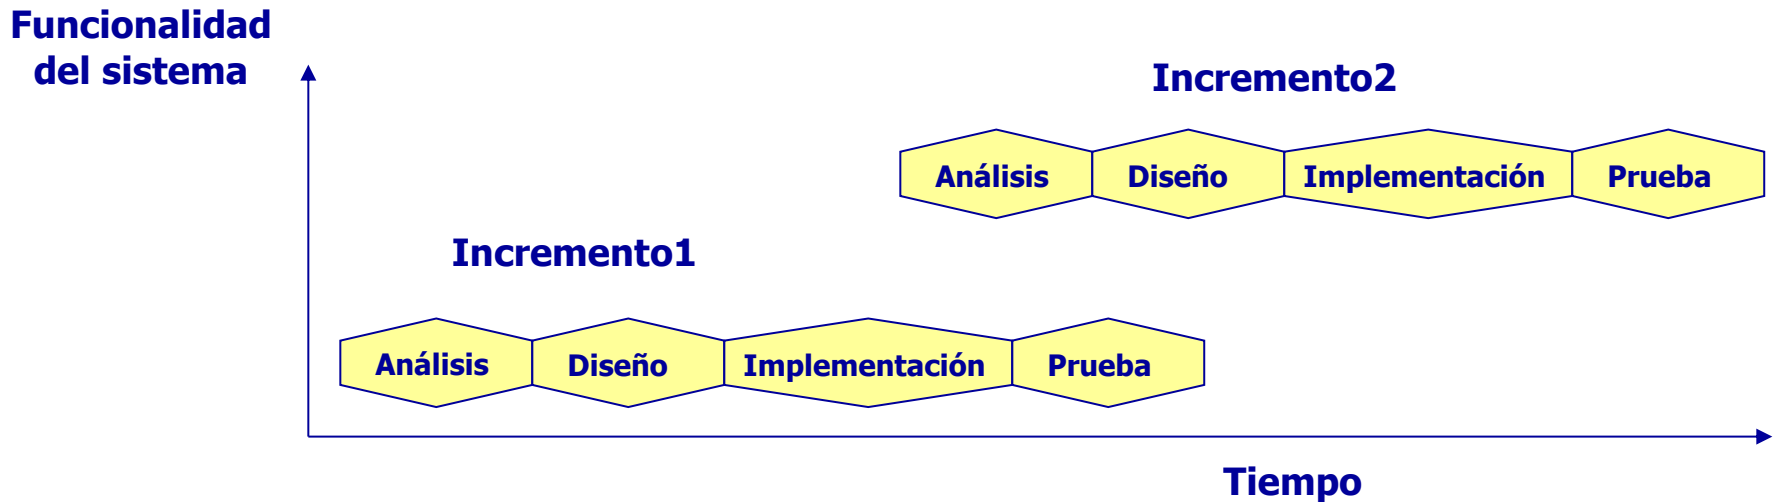 Funcionalidad
del sistema
Incremento2
Análisis Diseño Implementación Prueba
Incremento1
Análisis Diseño Implementación Prueba
Tiempo